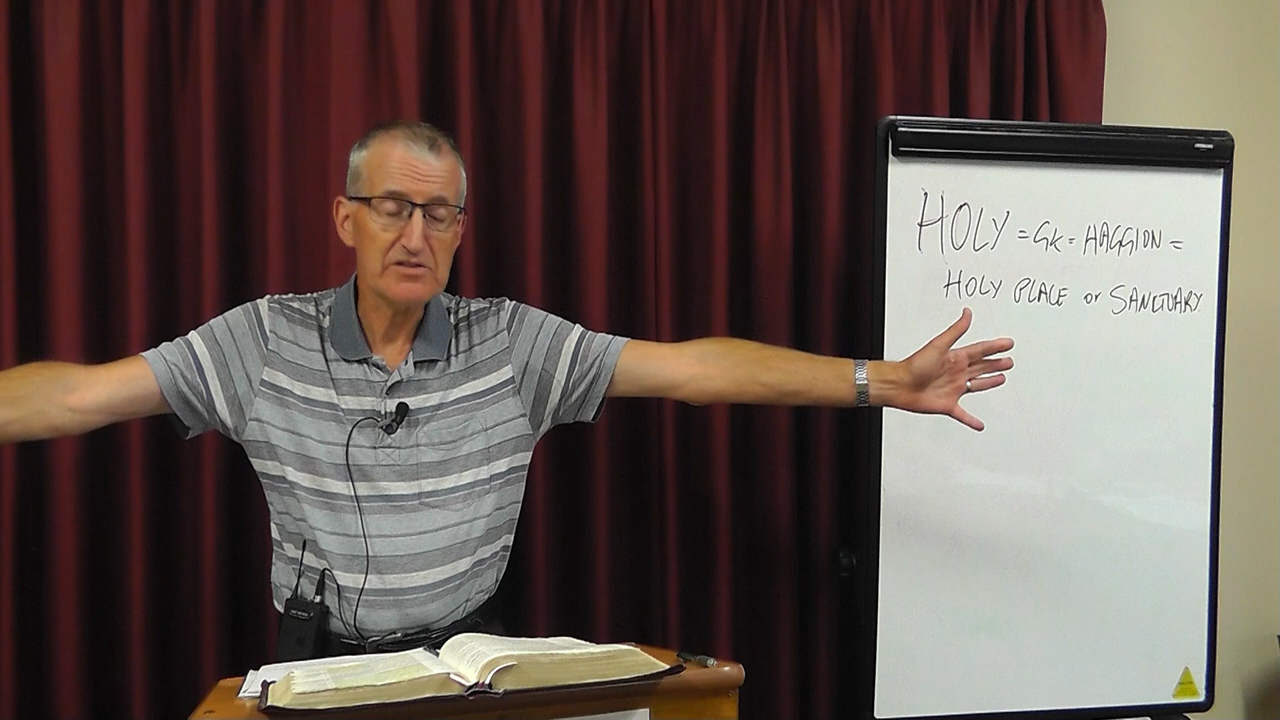 HOLY = GK = HAGGION =
HOLY PLACE or SANCTUARY